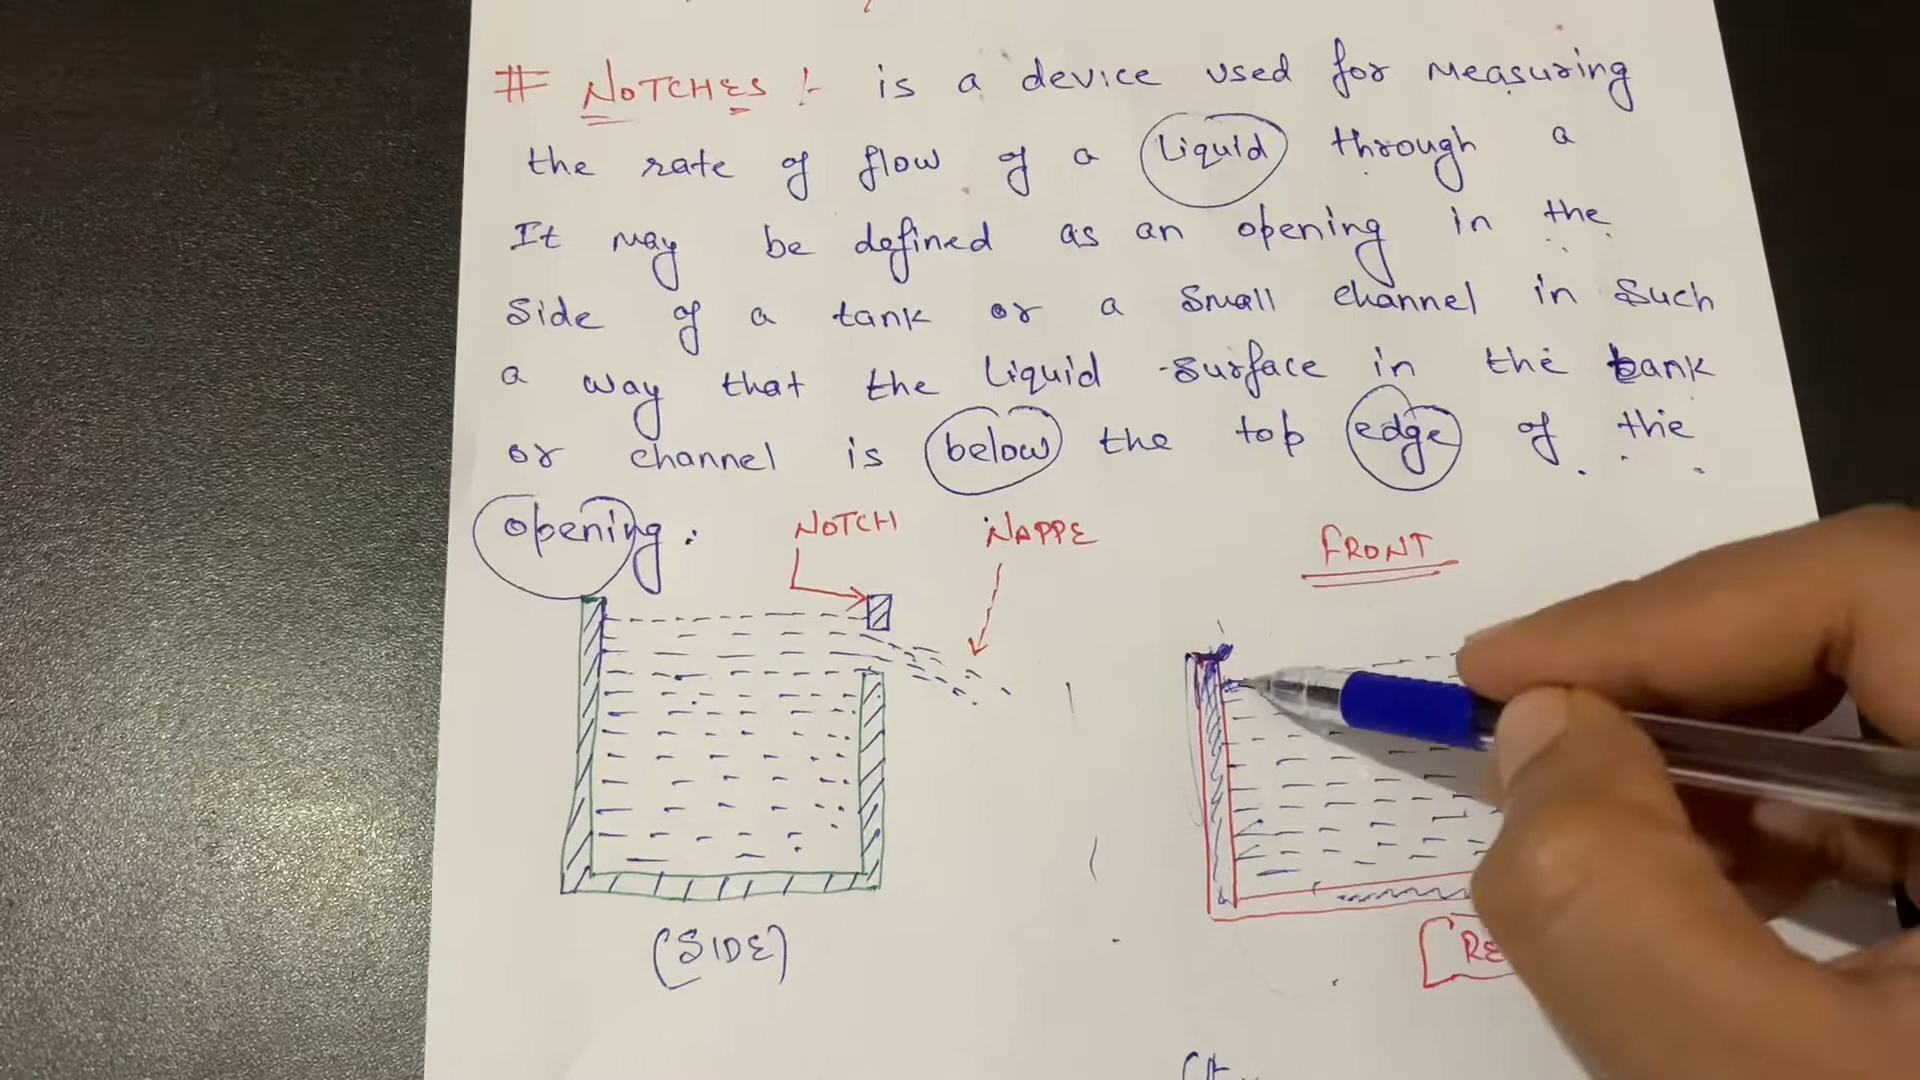 # NOTCHES :- is a device used for measuring
the rate of flow of a liquid through a
It may be defined as an opening in the
side of a tank or a small channel in such
a way that the liquid surface in the tank
or channel is below the top edge of the
opening.
NOTCH NAPPE FRONT
(SIDE)